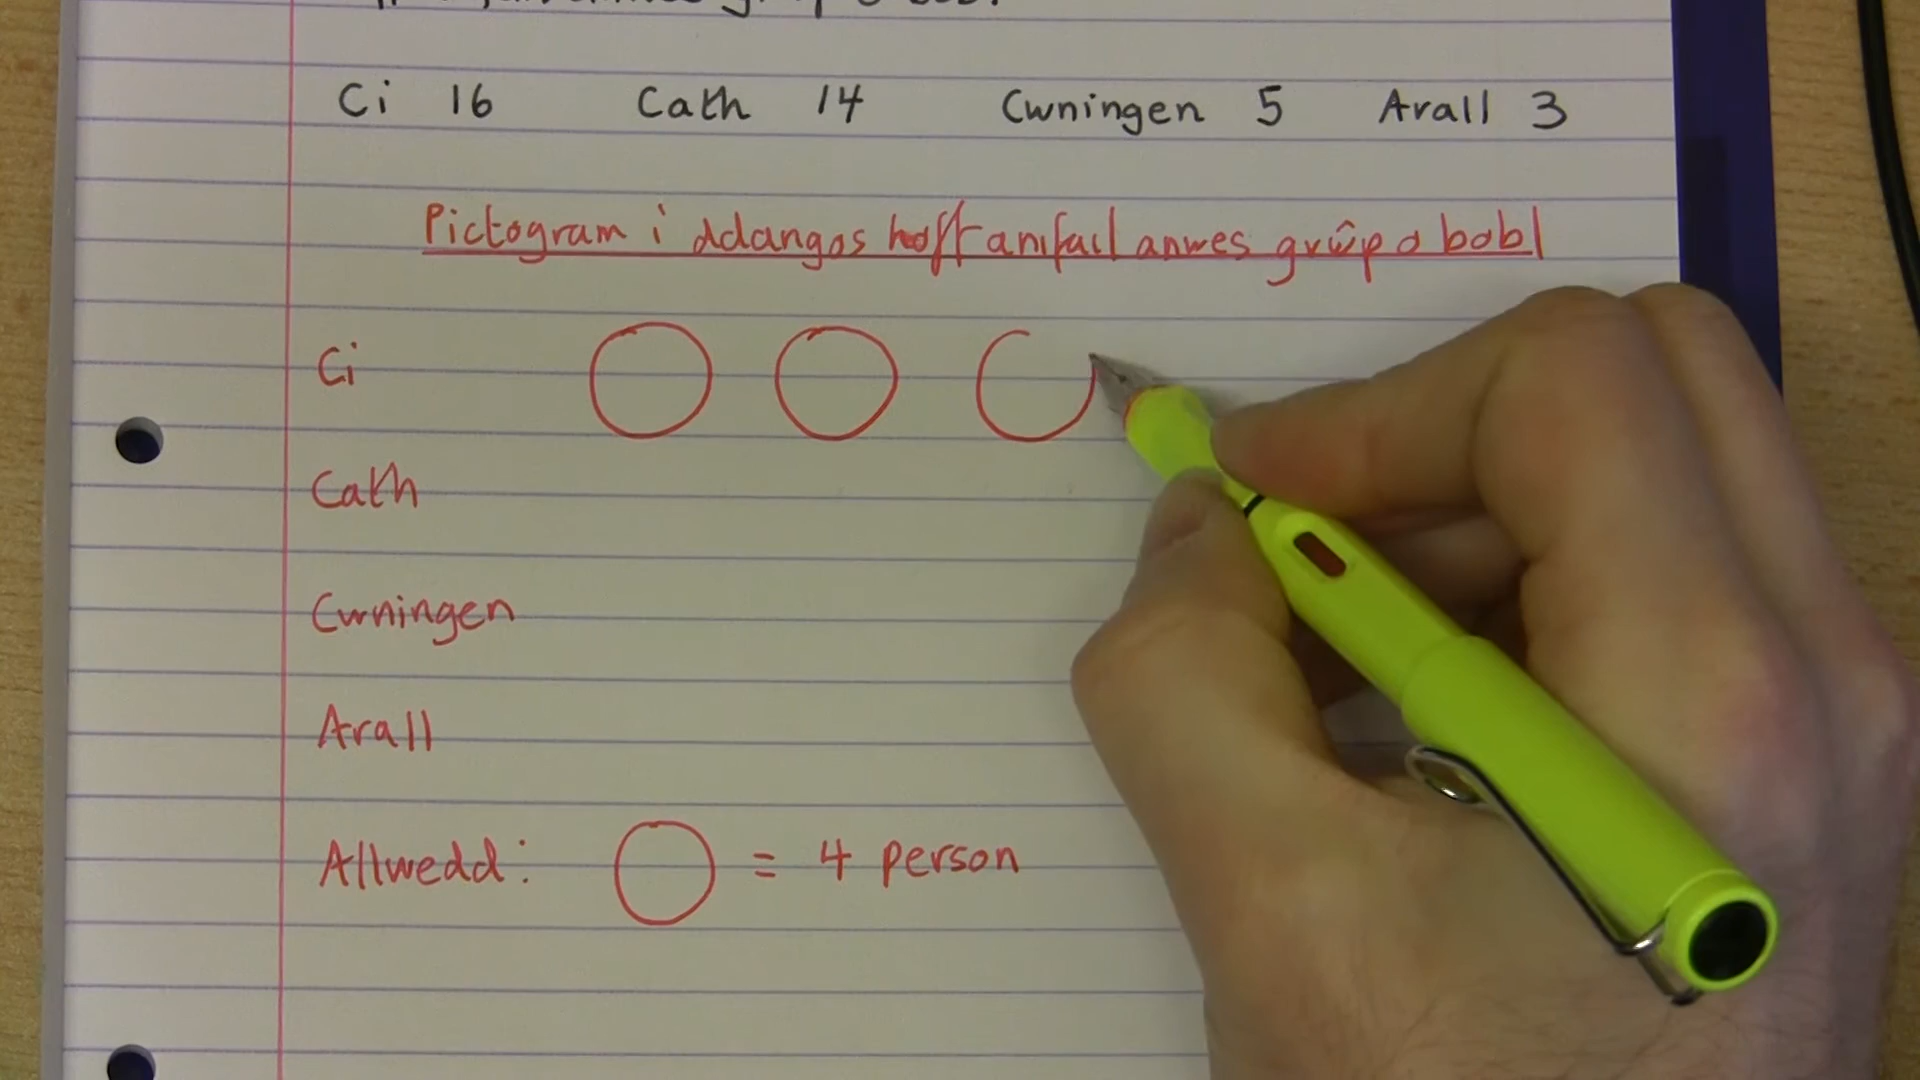 Ci 16 Cath 14 Cwningen 5 Arall 3
Pictogram i ddangos hoff anifail anwes grŵp o bobl
Ci
Cath
Cwningen
Arall
Allwedd: = 4 person